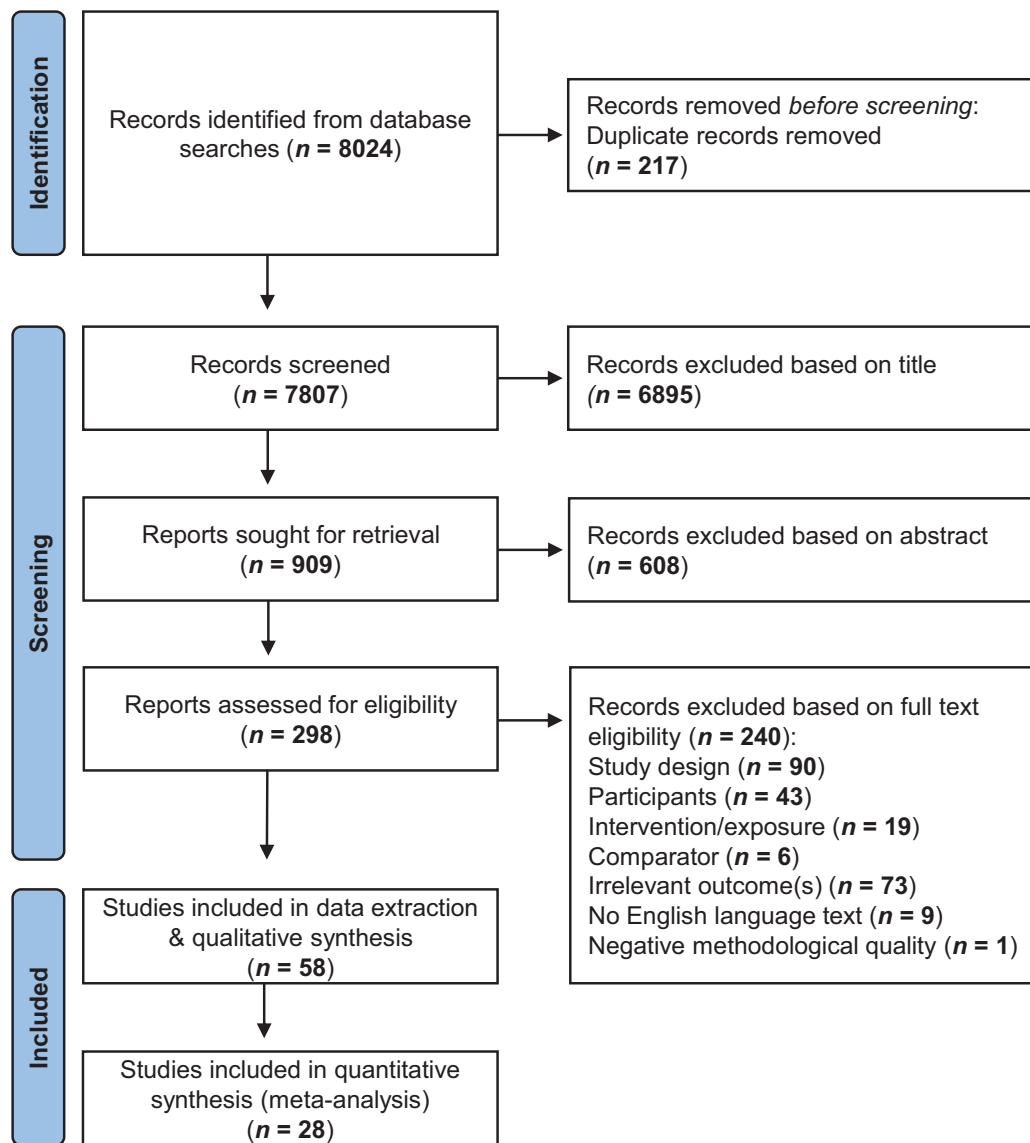 Identification
Records identified from database
searches (n = 8024)
Records removed before screening:
Duplicate records removed
(n = 217)
Screening
Records screened
(n = 7807)
Records excluded based on title
(n = 6895)
Reports sought for retrieval
(n = 909)
Records excluded based on abstract
(n = 608)
Reports assessed for eligibility
(n = 298)
Records excluded based on full text
eligibility (n = 240):
Study design (n = 90)
Participants (n = 43)
Intervention/exposure (n = 19)
Comparator (n = 6)
Irrelevant outcome(s) (n = 73)
No English language text (n = 9)
Negative methodological quality (n = 1)
Included
Studies included in data extraction
& qualitative synthesis
(n = 58)
Studies included in quantitative
synthesis (meta-analysis)
(n = 28)